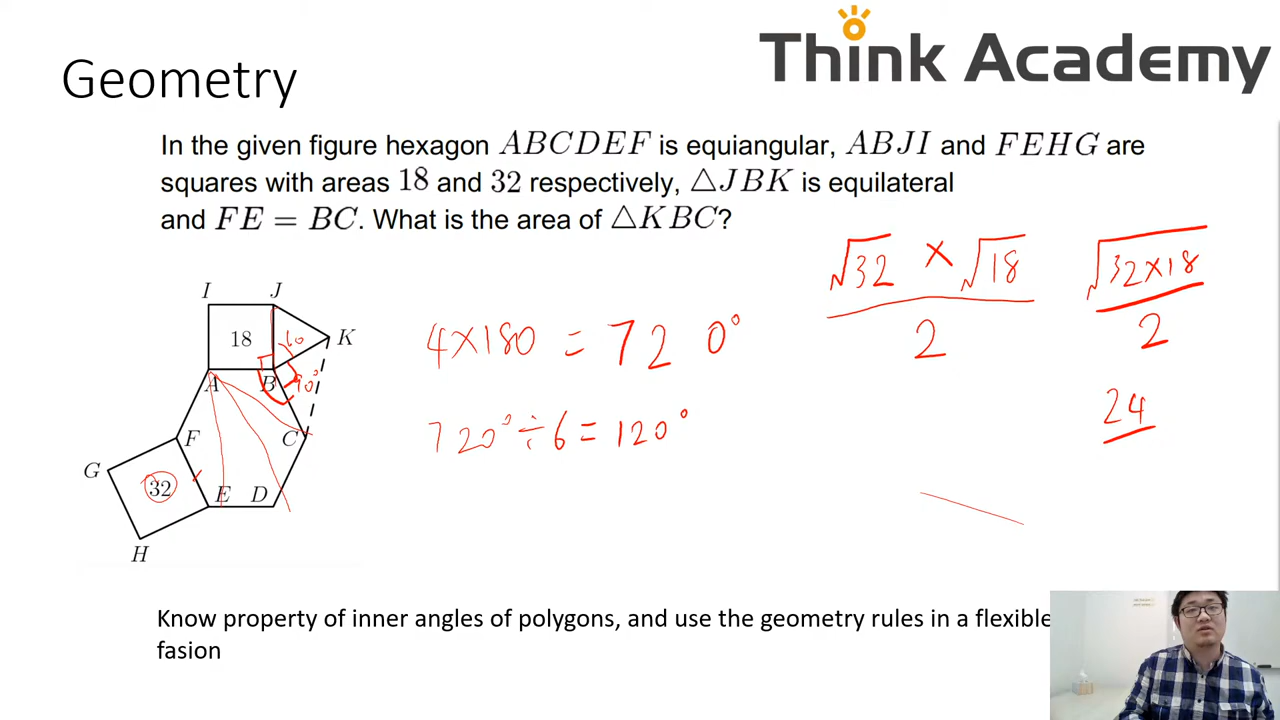 Think Academy
Geometry
In the given figure hexagon ABCDEF is equiangular, ABJI and FEHG are
squares with areas 18 and 32 respectively, △JBK is equilateral
and FE = BC. What is the area of △KBC?
√32 × √18
2
√32×18
2
24
I J
18 60 K
A B 90°
4×180 = 720°
720° ÷ 6 = 120°
F C
G 32 E D
H
Know property of inner angles of polygons, and use the geometry rules in a flexible
fasion